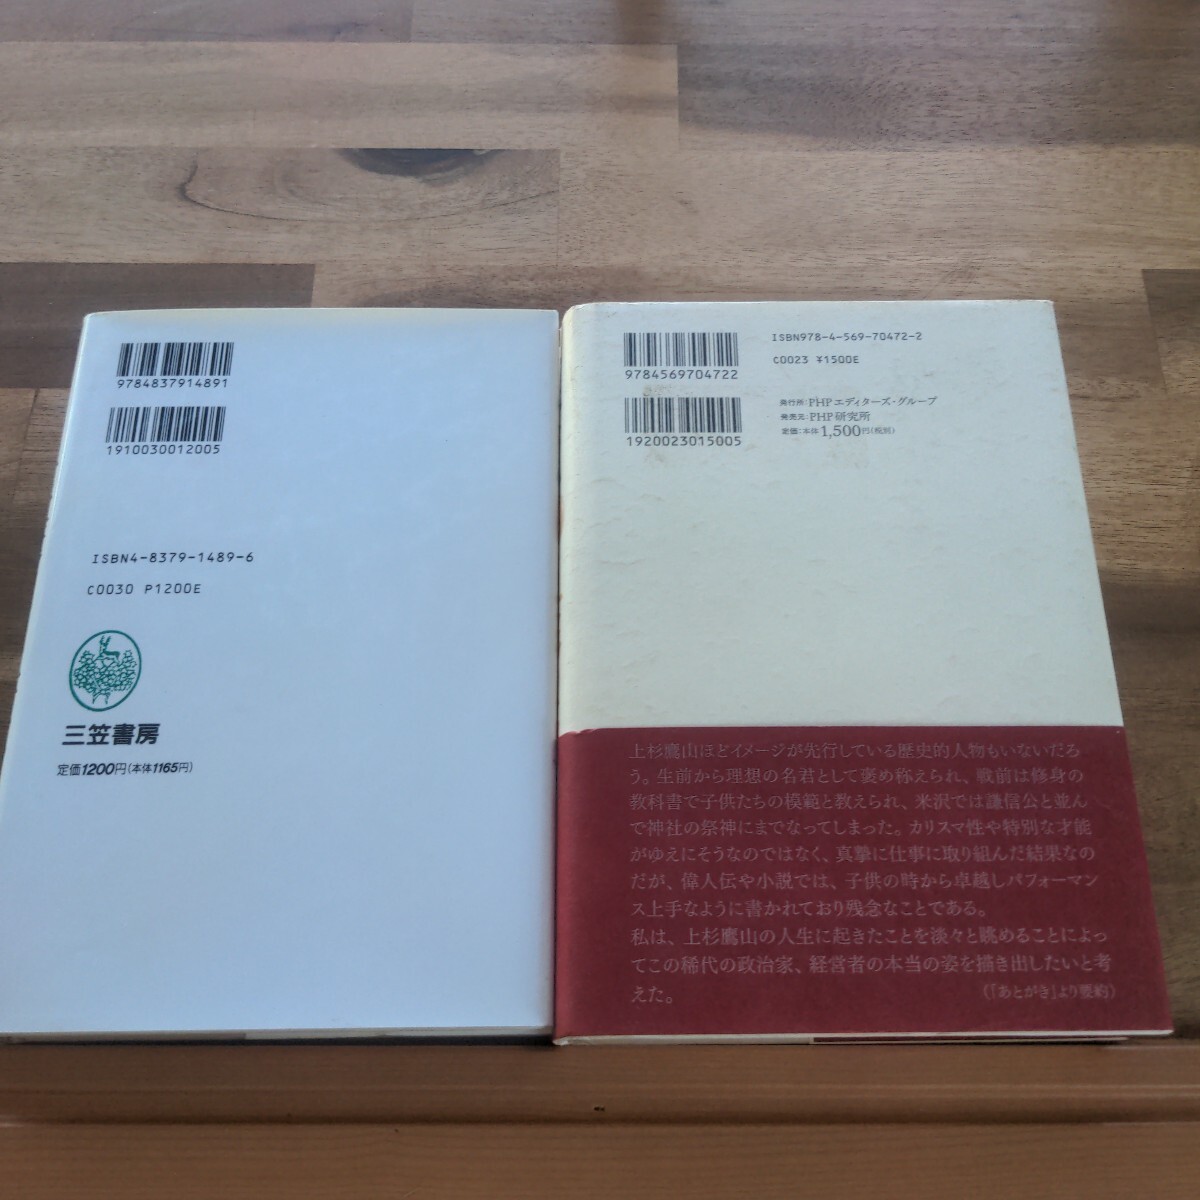 9784837914891
1910030012005
ISBN4-8379-1489-6
C0030 P1200E
三笠書房
定価1200円(本体1165円)
9784569704722
1920023015005
ISBN978-4-569-70472-2
C0023 ¥1500E
発行所：PHPエディターズ・グループ
発売元：PHP研究所
定価：本体1,500円(税別)
上杉鷹山ほどイメージが先行している歴史的人物もいないだろ
う。生前から理想の名君として褒め称えられ、戦前は修身の
教科書で子供たちの模範と教えられ、米沢では謙信公と並ん
で神社の祭神にまでなってしまった。カリスマ性や特別な才能
がゆえにそうなのではなく、真摯に仕事に取り組んだ結果なの
だが、偉人伝や小説では、子供の時から卓越しパフォーマン
ス上手なように書かれており残念なことである。
私は、上杉鷹山の人生に起きたことを淡々と眺めることによっ
てこの稀代の政治家、経営者の本当の姿を描き出したいと考
えた。
(「あとがき」より要約)